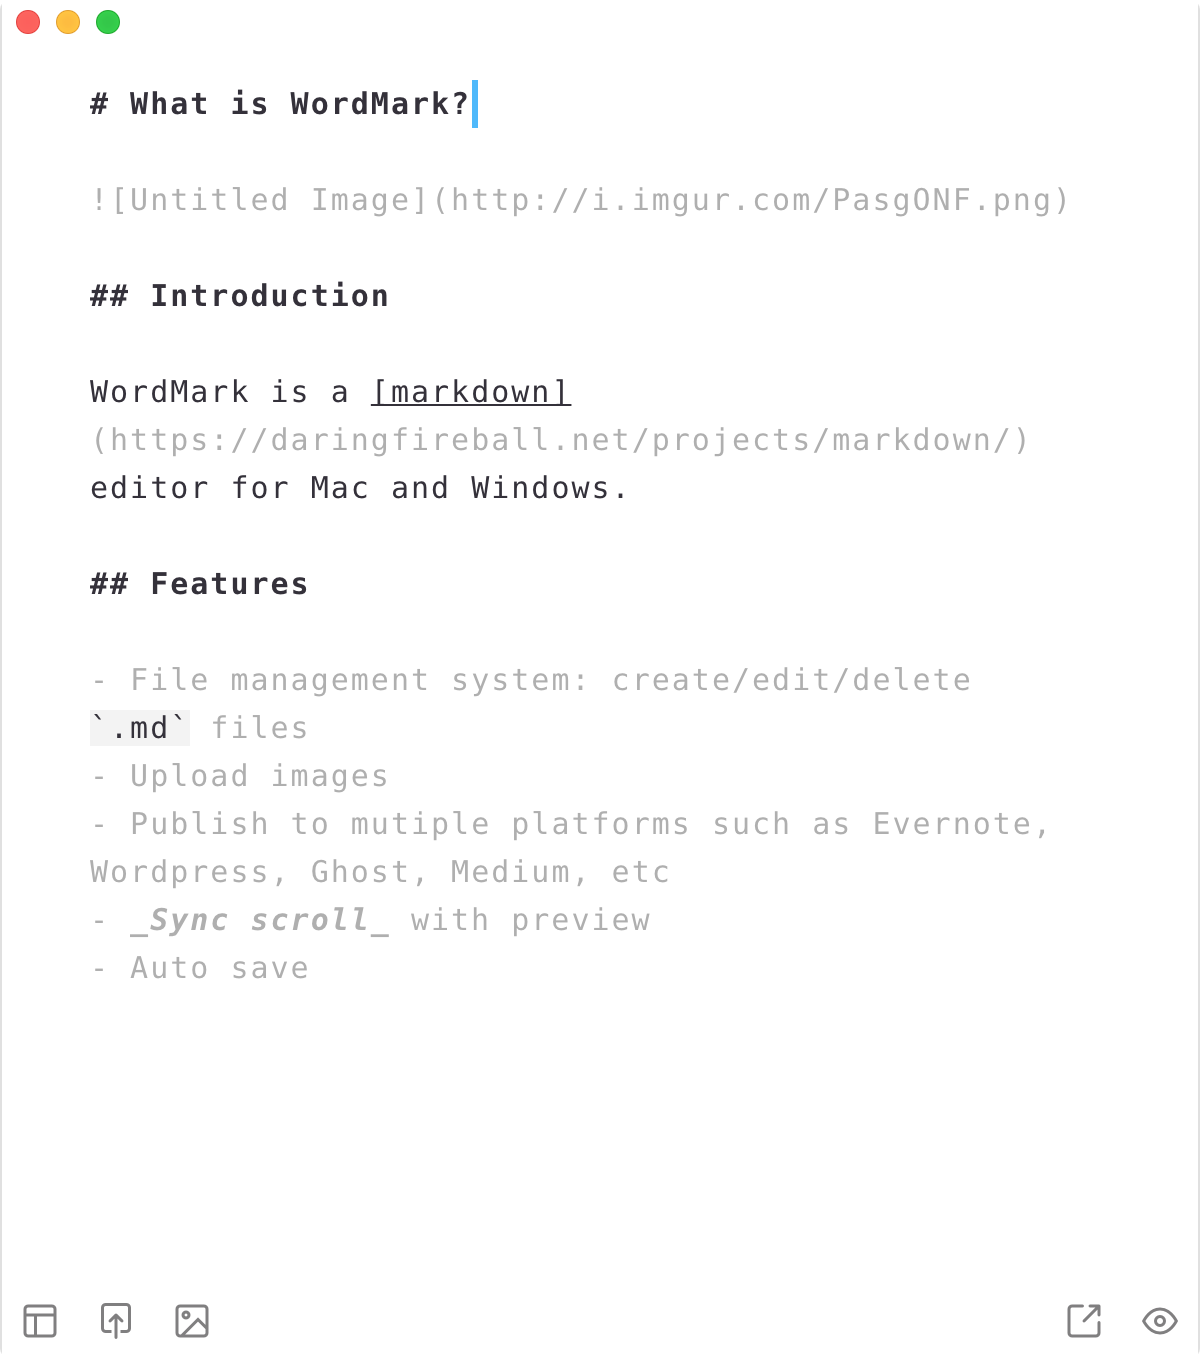 # What is WordMark?
![Untitled Image](http://i.imgur.com/PasgONF.png)
## Introduction
WordMark is a [markdown]
(https://daringfireball.net/projects/markdown/)
editor for Mac and Windows.
## Features
- File management system: create/edit/delete
`.md` files
- Upload images
- Publish to mutiple platforms such as Evernote,
Wordpress, Ghost, Medium, etc
- _Sync scroll_ with preview
- Auto save